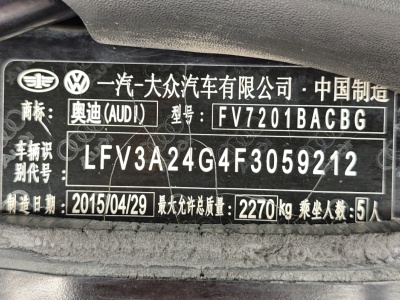 一汽-大众汽车有限公司·中国制造
商标: 奥迪(AUDI) 型号: FV7201BACBG
车辆识别代号: LFV3A24G4F3059212
制造日期: 2015/04/29 最大允许总质量: 2270kg 乘坐人数: 5人